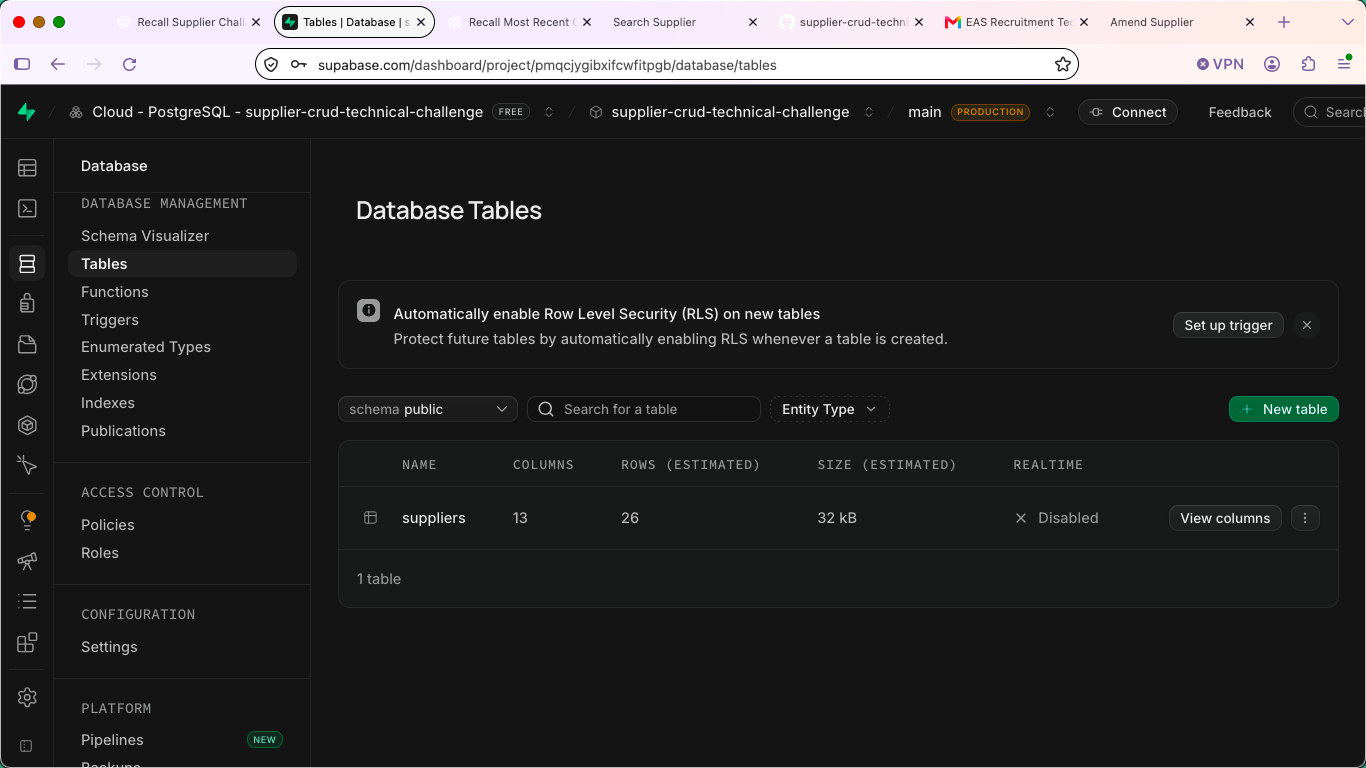 Recall Supplier Chall
Tables | Database | s
Recall Most Recent
Search Supplier
supplier-crud-techni
EAS Recruitment Te
Amend Supplier
supabase.com/dashboard/project/pmqcjygibxifcwfitpgb/database/tables
VPN
Cloud - PostgreSQL - supplier-crud-technical-challenge FREE / supplier-crud-technical-challenge / main PRODUCTION Connect Feedback Searc
Database
DATABASE MANAGEMENT
Schema Visualizer
Tables
Functions
Triggers
Enumerated Types
Extensions
Indexes
Publications
ACCESS CONTROL
Policies
Roles
CONFIGURATION
Settings
PLATFORM
Pipelines NEW
Backups
Database Tables
Automatically enable Row Level Security (RLS) on new tables
Protect future tables by automatically enabling RLS whenever a table is created.
Set up trigger
schema public
Search for a table
Entity Type
New table
NAME COLUMNS ROWS (ESTIMATED) SIZE (ESTIMATED) REALTIME
suppliers 13 26 32 kB Disabled View columns
1 table